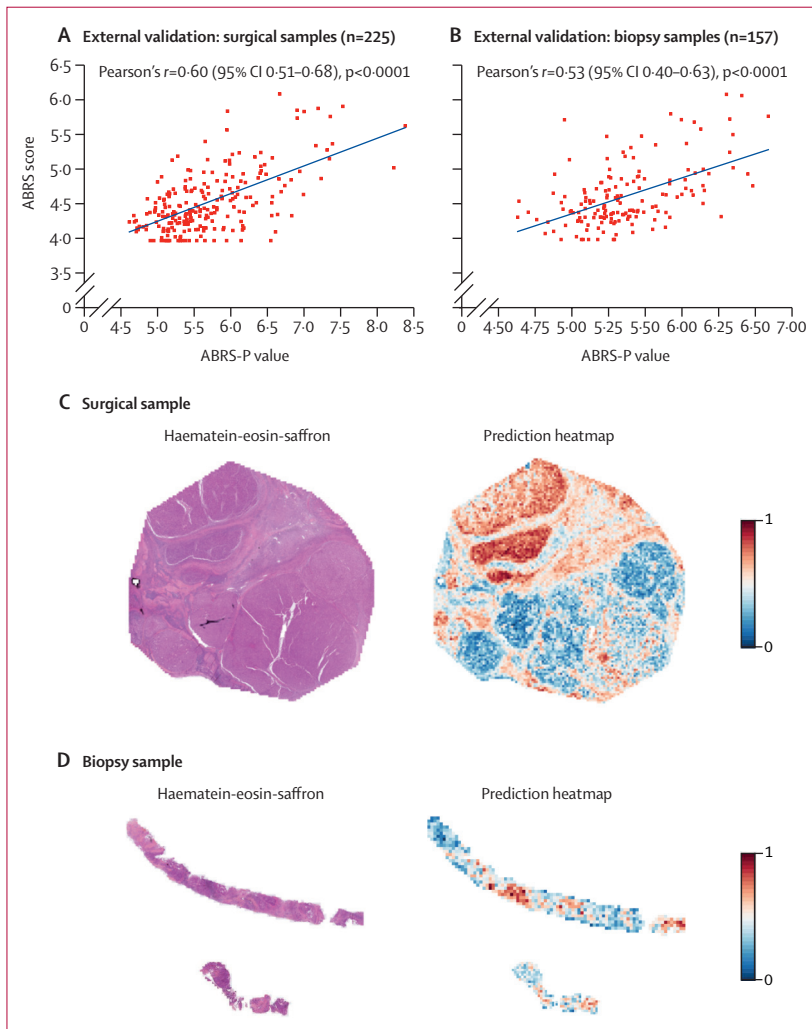 A External validation: surgical samples (n=225)
Pearson's r=0·60 (95% CI 0·51–0·68), p<0·0001
6·5
6·0
5·5
5·0
4·5
4·0
3·5
0
ABRS score
0 4·5 5·0 5·5 6·0 6·5 7·0 7·5 8·0 8·5
ABRS-P value
B External validation: biopsy samples (n=157)
Pearson's r=0·53 (95% CI 0·40–0·63), p<0·0001
0 4·50 4·75 5·00 5·25 5·50 6·00 6·25 6·50 7·00
ABRS-P value
C Surgical sample
Haematein-eosin-saffron
Prediction heatmap
1
0
D Biopsy sample
Haematein-eosin-saffron
Prediction heatmap
1
0